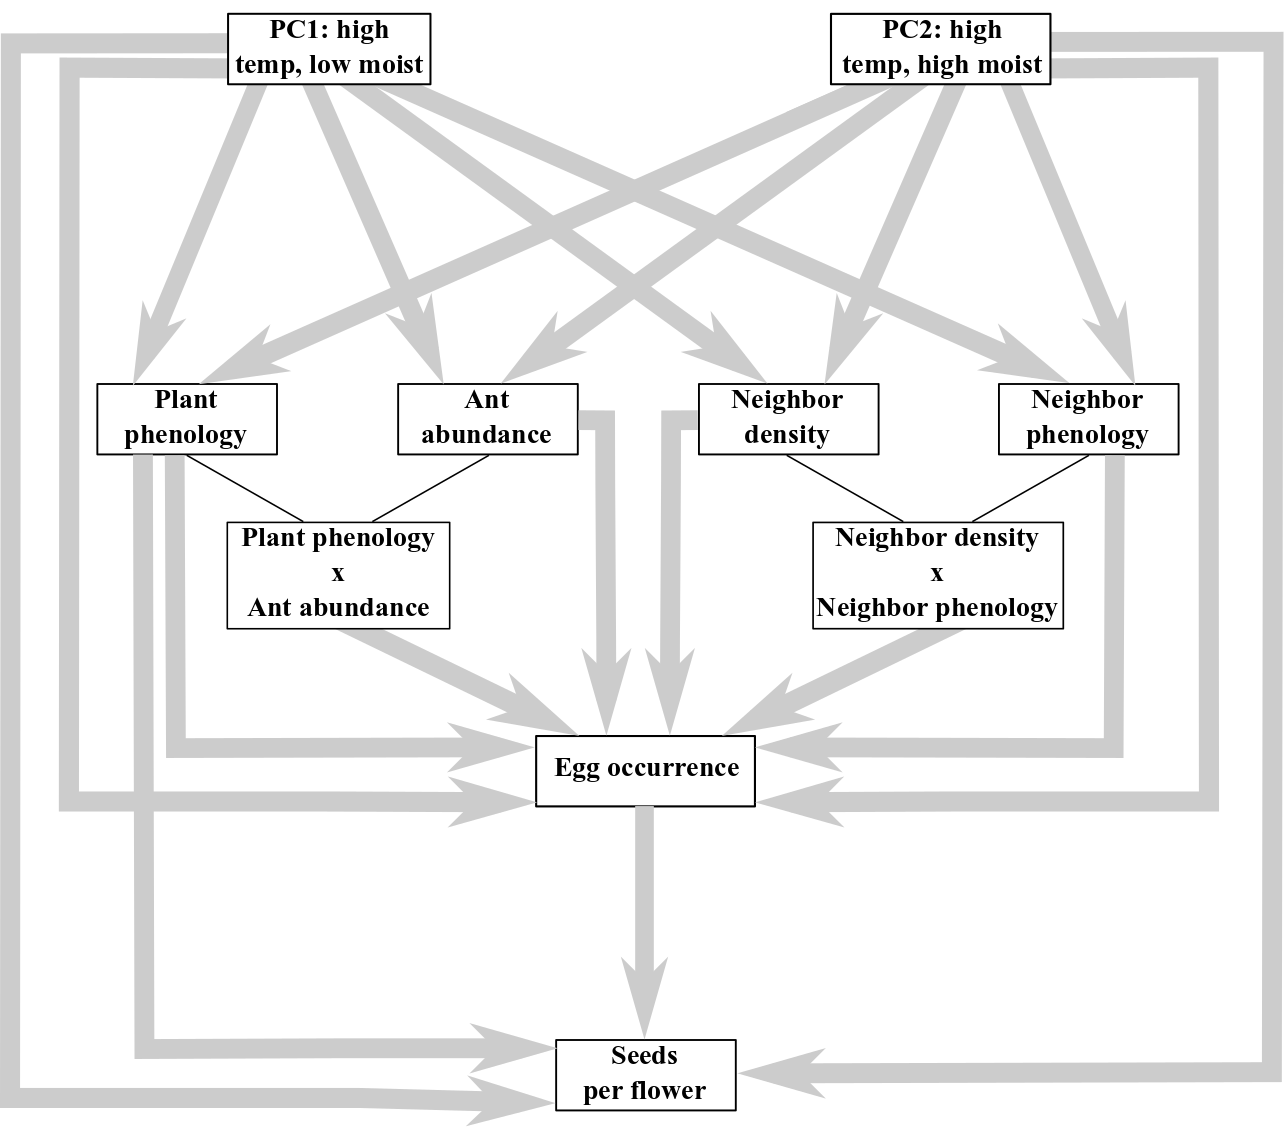 PC1: high
temp, low moist
PC2: high
temp, high moist
Plant
phenology
Ant
abundance
Neighbor
density
Neighbor
phenology
Plant phenology
x
Ant abundance
Neighbor density
x
Neighbor phenology
Egg occurrence
Seeds
per flower